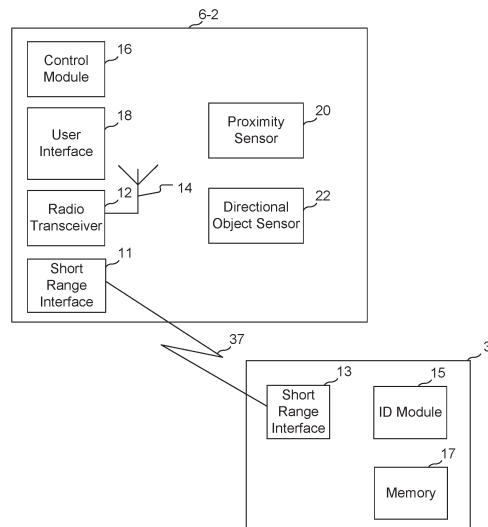 6-2
Control
Module
16
User
Interface
18
Proximity
Sensor
20
Radio
Transceiver
12
14
Directional
Object Sensor
22
Short
Range
Interface
11
37
3
Short
Range
Interface
13
ID Module
15
Memory
17